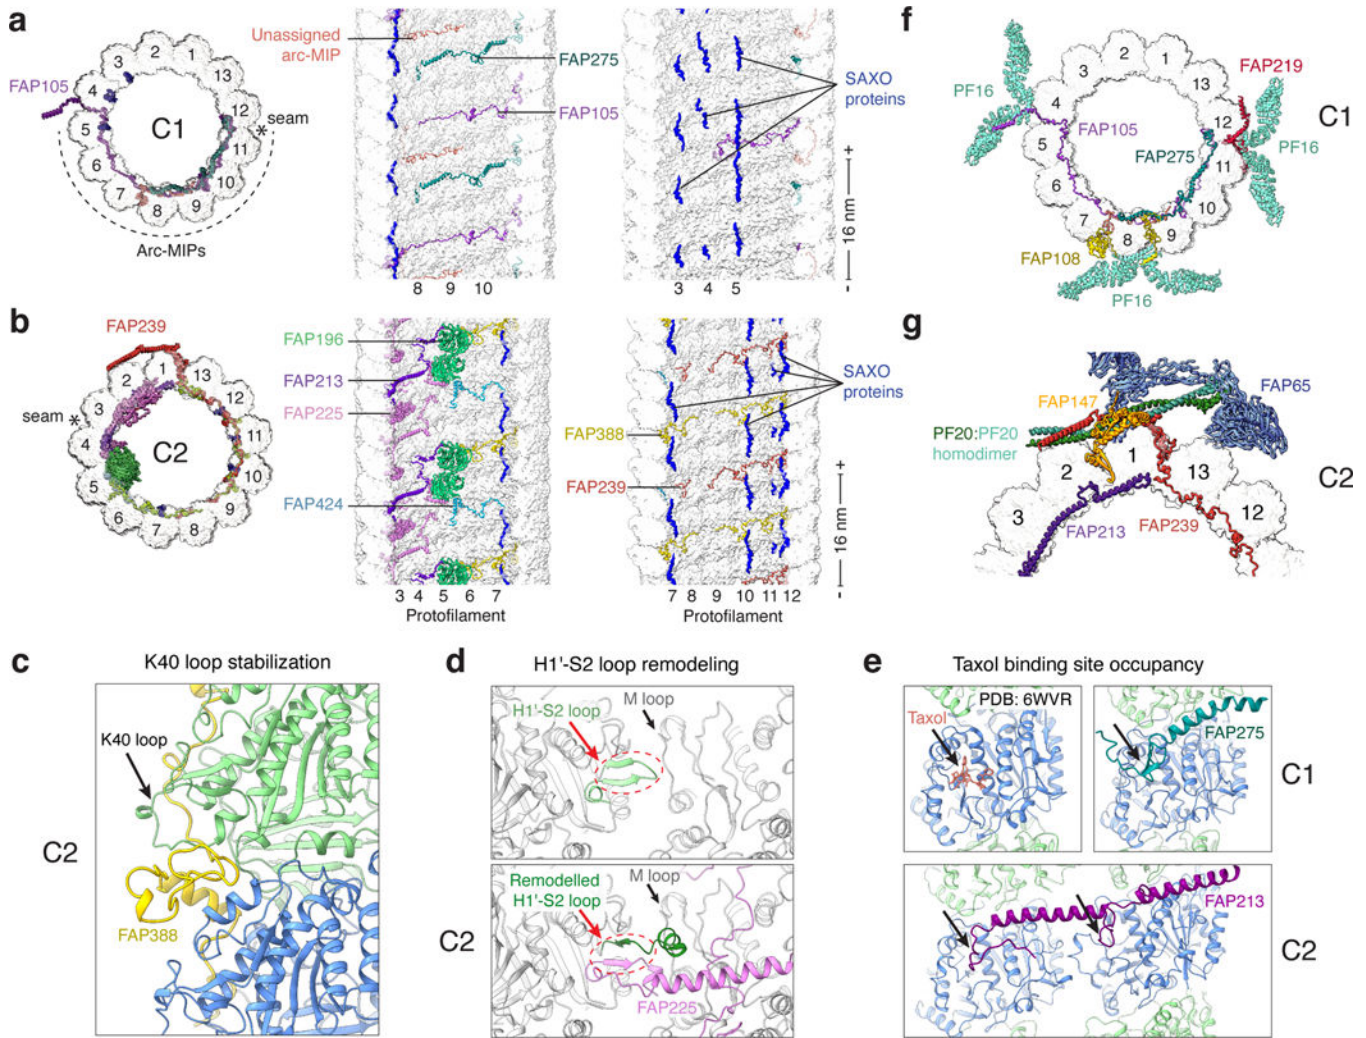 a
FAP105
3
2
1
13
4
12
C1
* seam
5
11
6
10
7
8
9
Arc-MIPs
Unassigned
arc-MIP
FAP275
FAP105
8 9 10
SAXO
proteins
+
16 nm
-
3 4 5
b
FAP239
2
1
13
3
12
seam *
4
C2
11
5
10
6
9
7
8
FAP196
FAP213
FAP225
FAP424
3 4 5 6 7
Protofilament
SAXO
proteins
FAP388
FAP239
+
16 nm
-
7 8 9 10 11 12
Protofilament
c
K40 loop stabilization
K40 loop
C2
FAP388
d
H1'-S2 loop remodeling
M loop
H1'-S2 loop
Remodelled
H1'-S2 loop
M loop
C2
FAP225
e
Taxol binding site occupancy
PDB: 6WVR
Taxol
FAP275
C1
FAP213
C2
f
FAP219
PF16
2
1
3
13
4
12
C1
FAP105
PF16
FAP275
5
11
6
10
7
8
9
FAP108
PF16
g
FAP147
FAP65
PF20:PF20
homodimer
1
2
13
C2
3
12
FAP213
FAP239